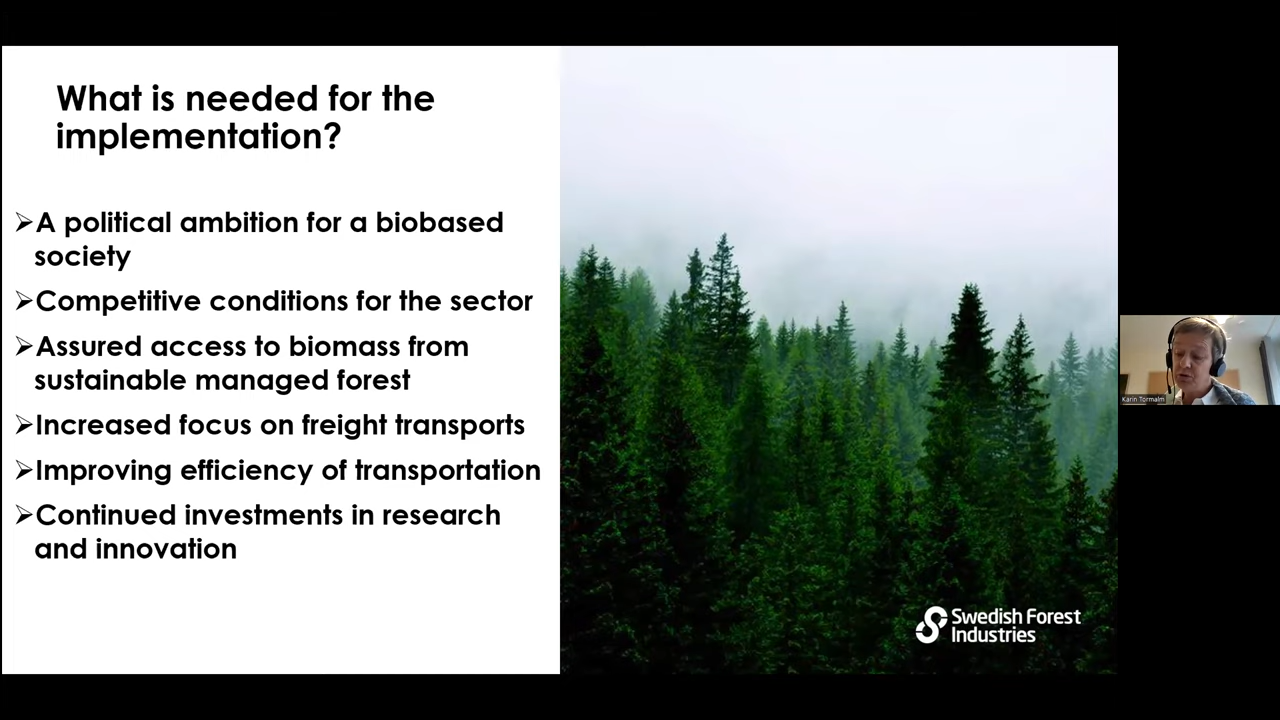 What is needed for the
implementation?
➢A political ambition for a biobased
society
➢Competitive conditions for the sector
➢Assured access to biomass from
sustainable managed forest
➢Increased focus on freight transports
➢Improving efficiency of transportation
➢Continued investments in research
and innovation
Swedish Forest
Industries
Karin Tormalm